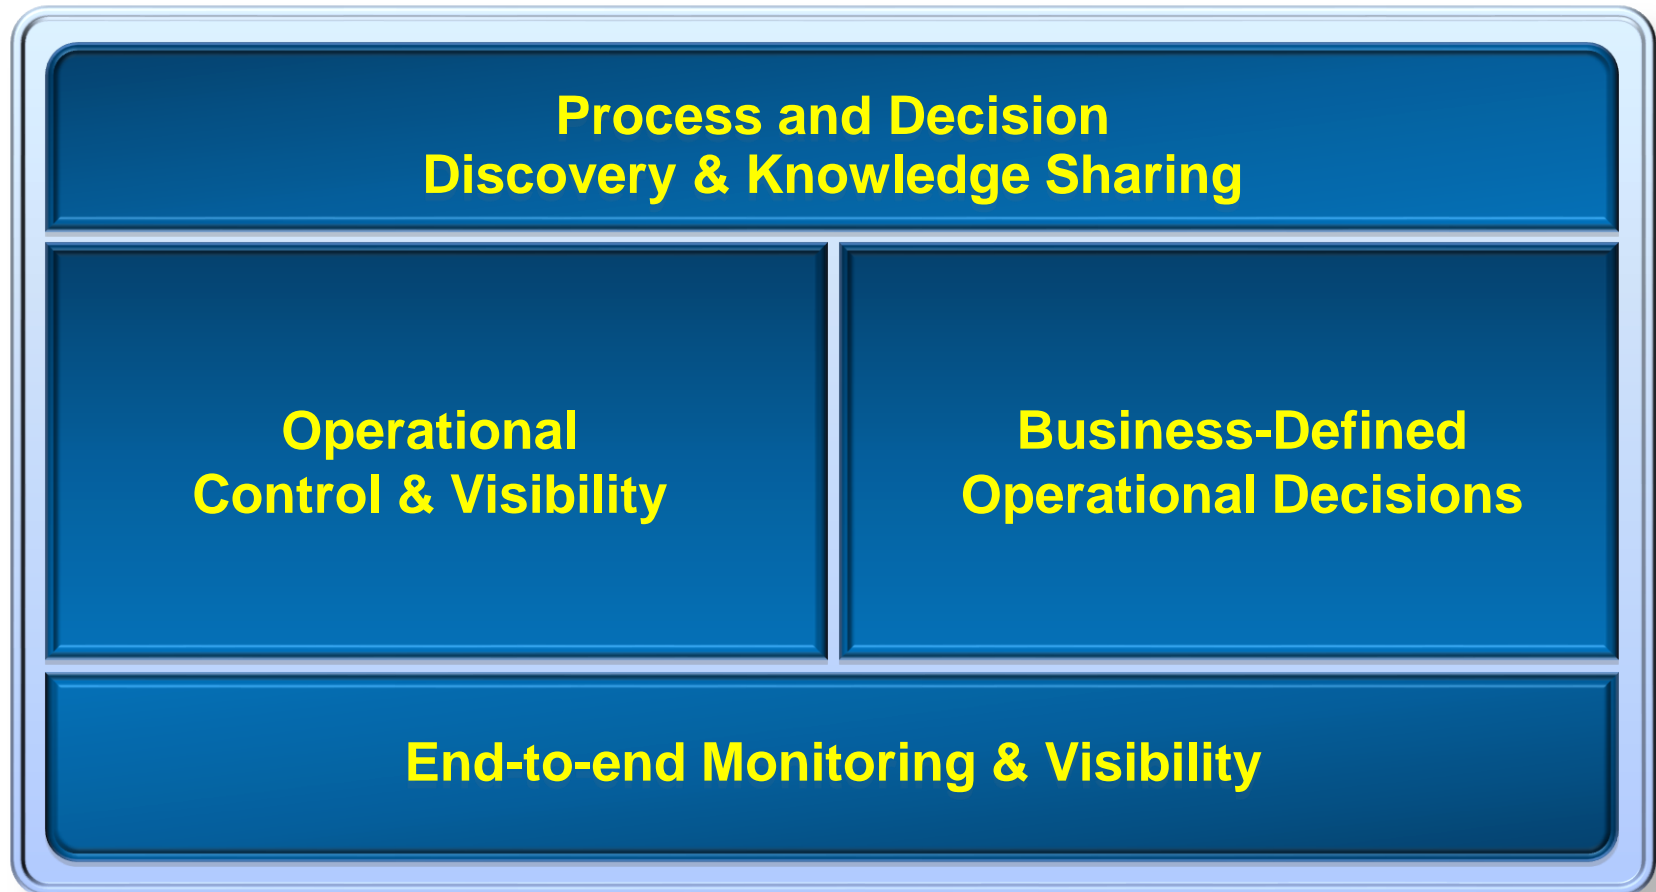 Process and Decision
Discovery & Knowledge Sharing
Operational
Control & Visibility
Business-Defined
Operational Decisions
End-to-end Monitoring & Visibility